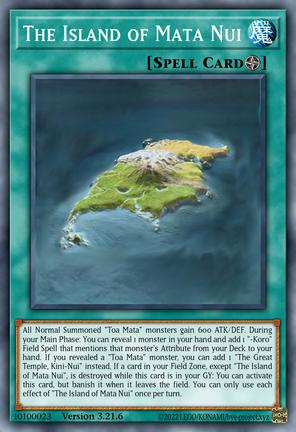 The Island of Mata Nui
魔
[Spell Card]
All Normal Summoned "Toa Mata" monsters gain 600 ATK/DEF. During
your Main Phase: You can reveal 1 monster in your hand and add 1 "-Koro"
Field Spell that mentions that monster's Attribute from your Deck to your
hand. If you revealed a "Toa Mata" monster, you can add 1 "The Great
Temple, Kini-Nui" instead. If a card in your Field Zone, except "The Island
of Mata Nui", is destroyed while this card is in your GY: You can activate
this card, but banish it when it leaves the field. You can only use each
effect of "The Island of Mata Nui" once per turn.
10100023 Version 3.21.6 ©2022 LEGO/KONAMI/bye-project.xyz